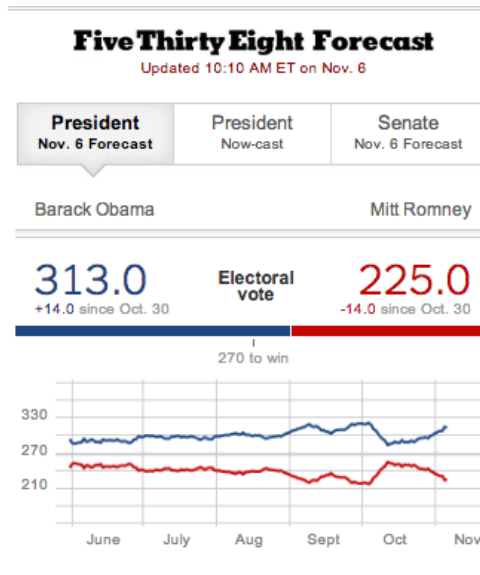 FiveThirtyEight Forecast
Updated 10:10 AM ET on Nov. 6
President President Senate
Nov. 6 Forecast Now-cast Nov. 6 Forecast
Barack Obama Mitt Romney
313.0 Electoral vote 225.0
+14.0 since Oct. 30 -14.0 since Oct. 30
270 to win
330
270
210
June July Aug Sept Oct Nov